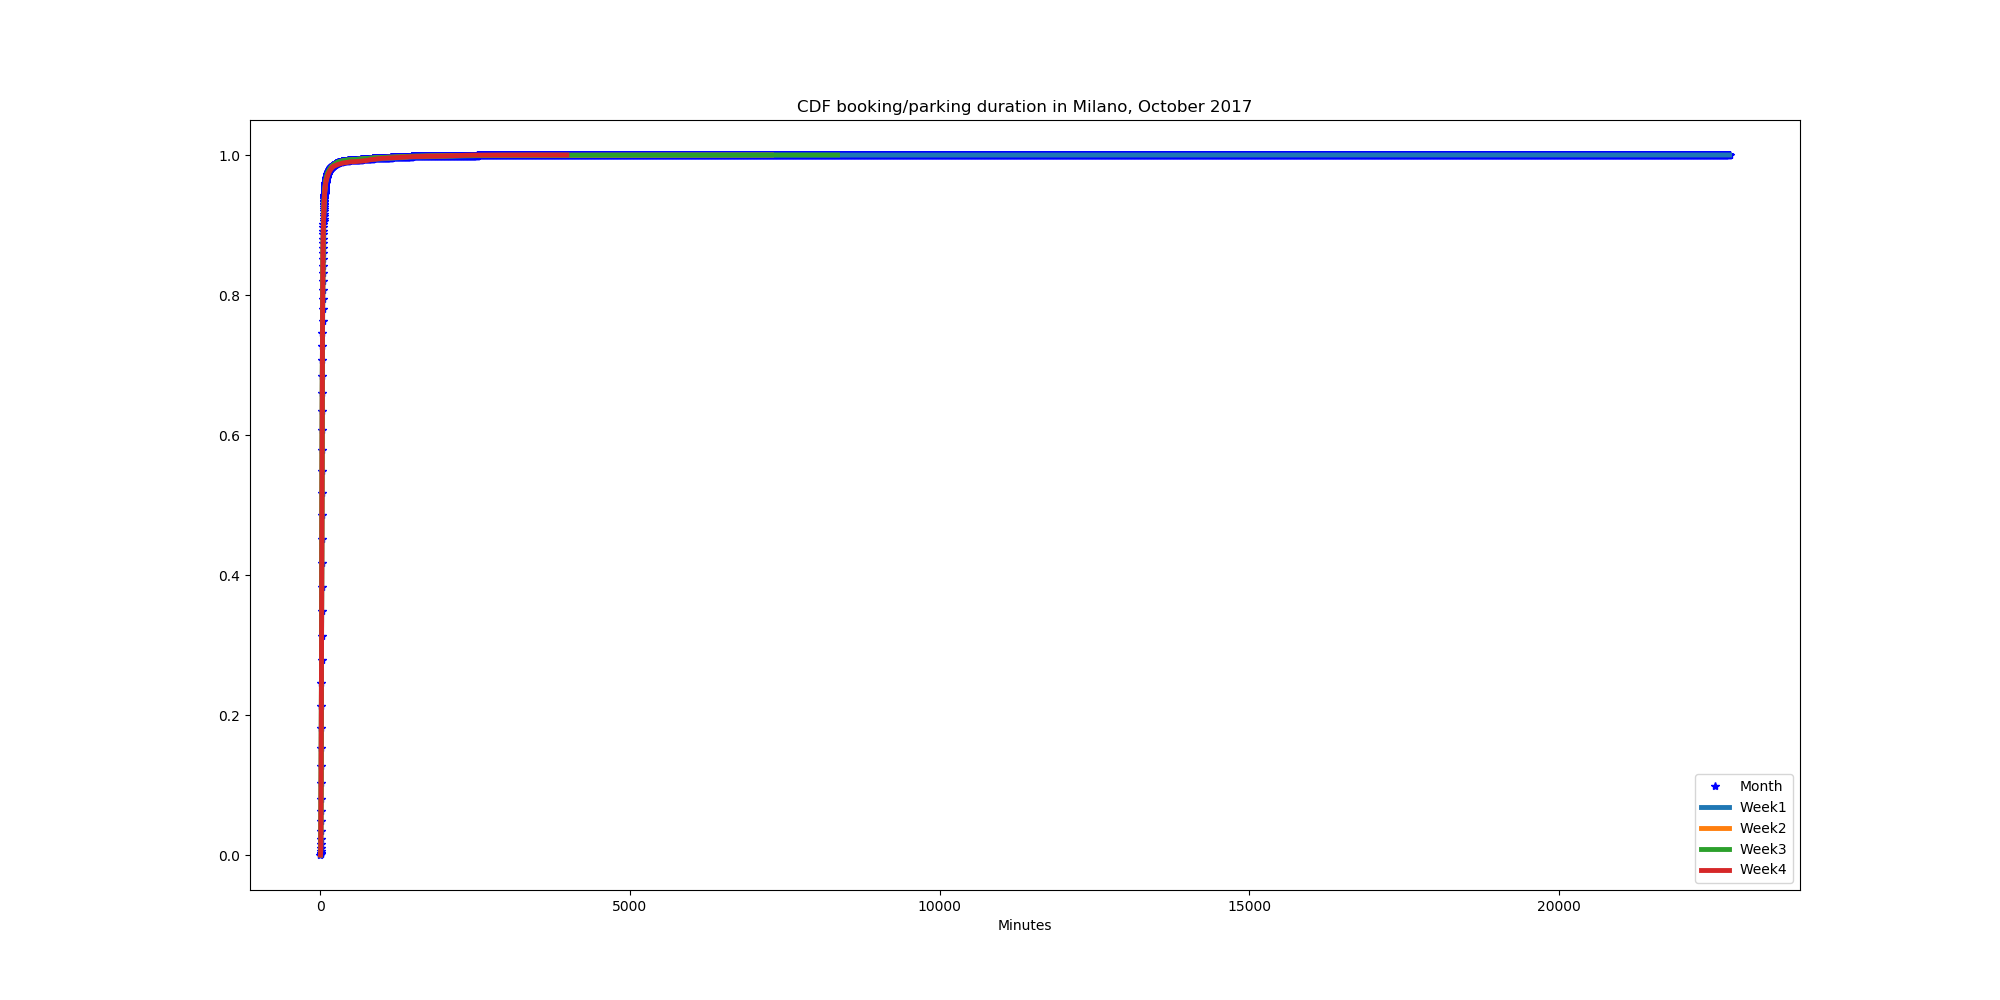 CDF booking/parking duration in Milano, October 2017
1.0
0.8
0.6
0.4
0.2
0.0
Month
Week1
Week2
Week3
Week4
0 5000 10000 15000 20000
Minutes